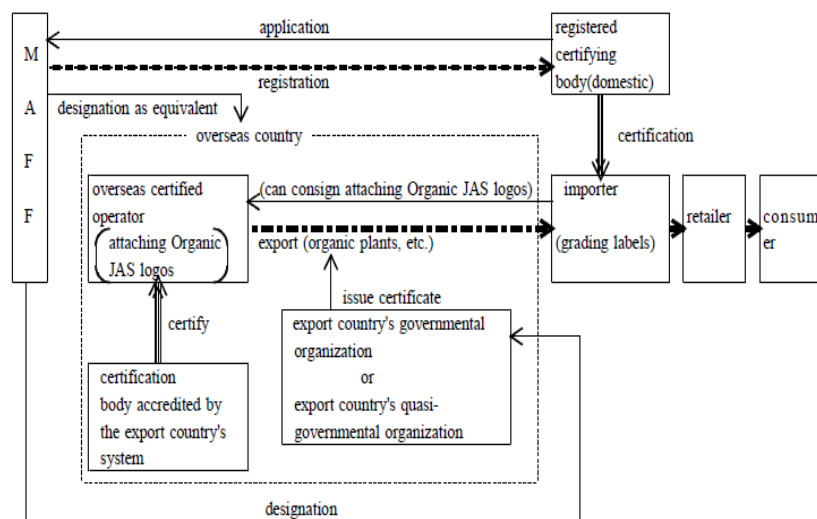 M
A
F
F
application
registration
registered
certifying
body(domestic)
designation as equivalent
overseas country
certification
overseas certified
operator
attaching Organic
JAS logos
(can consign attaching Organic JAS logos)
export (organic plants, etc.)
importer
(grading labels)
retailer
consum
er
issue certificate
certify
export country's governmental
organization
or
export country's quasi-
governmental organization
certification
body accredited by
the export country's
system
designation